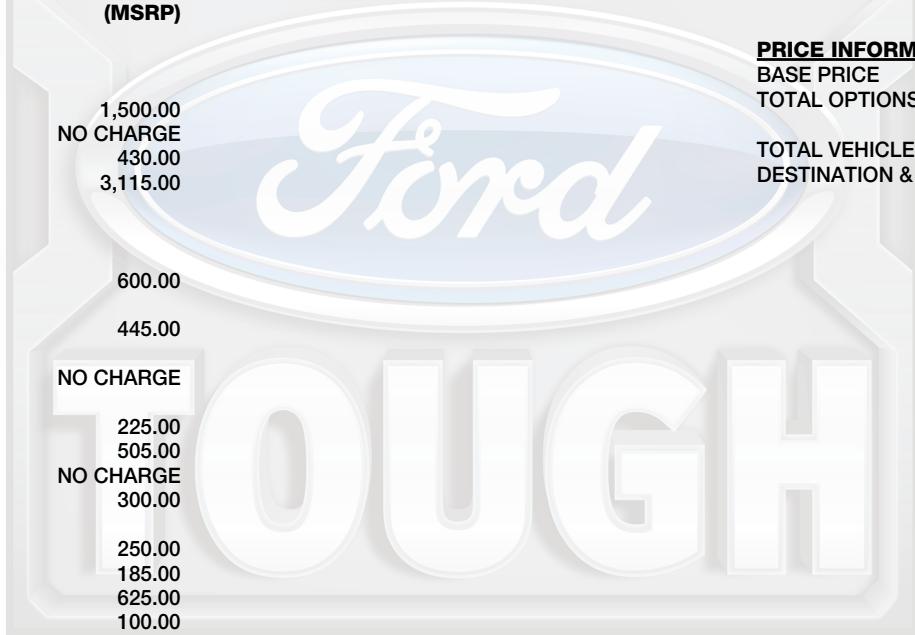 (MSRP)
1,500.00
NO CHARGE
430.00
3,115.00
600.00
445.00
NO CHARGE
225.00
505.00
NO CHARGE
300.00
250.00
185.00
625.00
100.00
PRICE INFORM
BASE PRICE
TOTAL OPTIONS
TOTAL VEHICLE
DESTINATION &
Ford
TOUGH